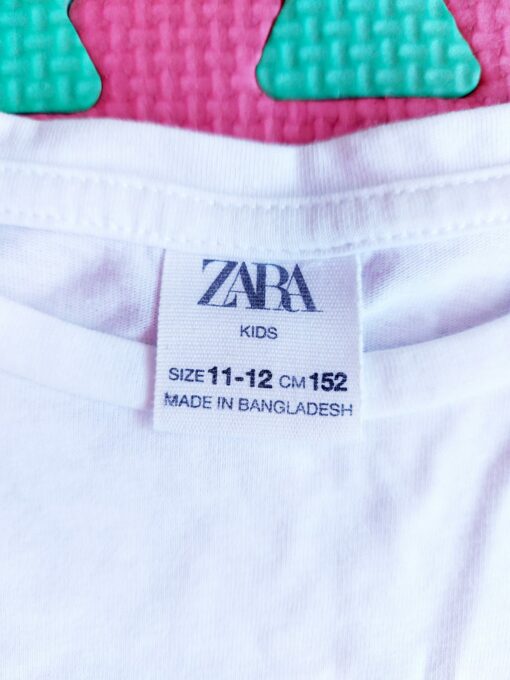 ZARA
KIDS
SIZE 11-12 CM 152
MADE IN BANGLADESH